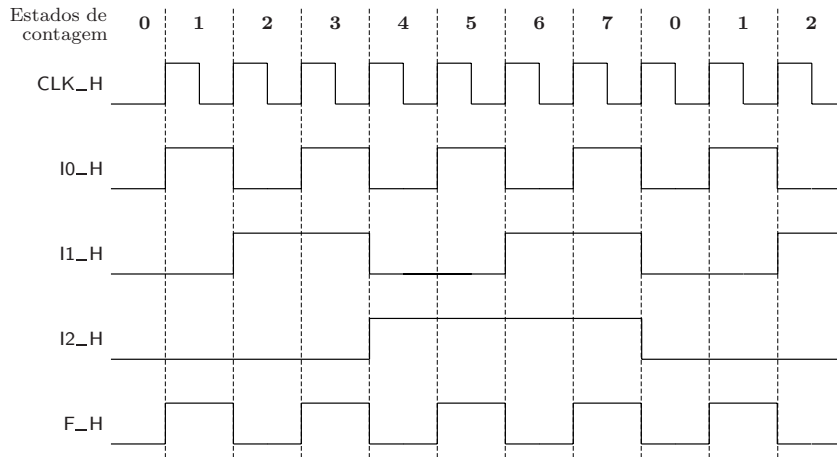 Estados de
contagem
0 1 2 3 4 5 6 7 0 1 2
CLK_H
I0_H
I1_H
I2_H
F_H